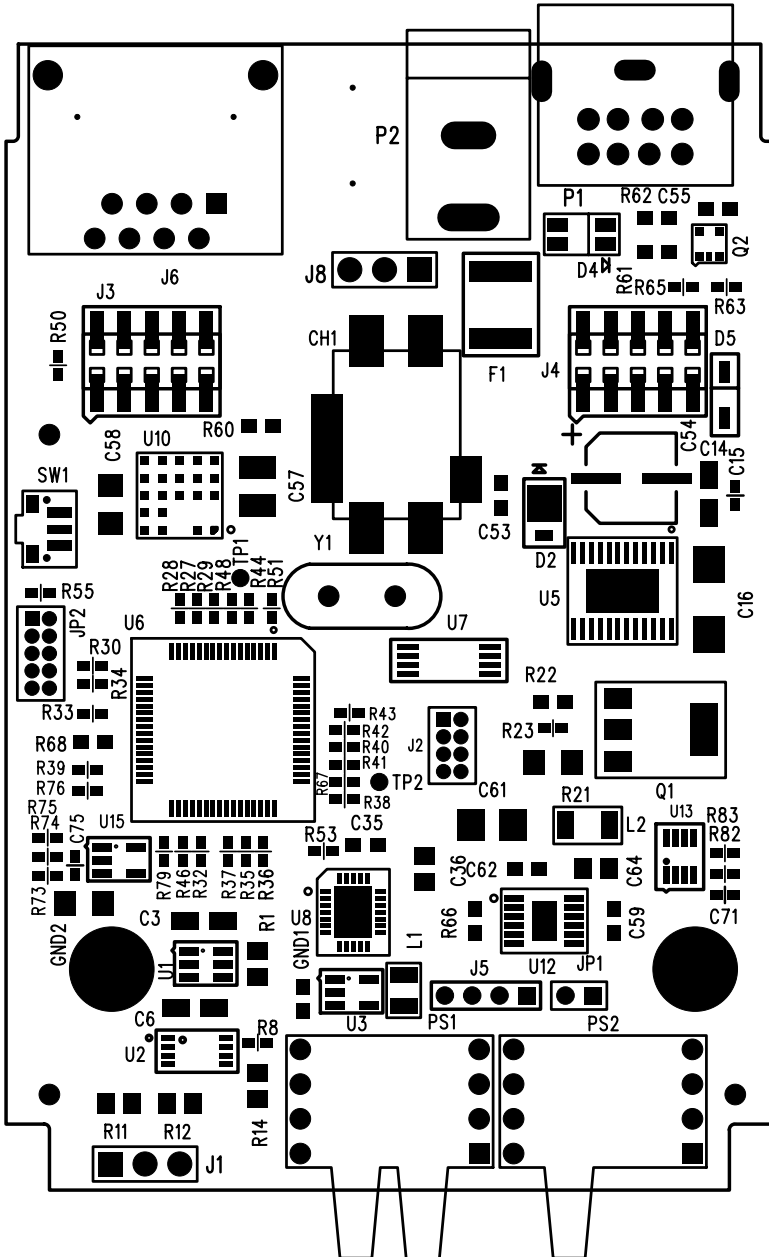 P2
P1
R62
C55
Q2
J6
J8
D4
R61
R65
R63
J3
R50
CH1
F1
J4
D5
R60
C58
U10
C57
C54
C14
C15
SW1
C53
+
D2
Y1
TP1
R28
R27
R29
R48
R44
R51
R55
JP2
U6
U7
U5
C16
R30
R34
R33
R68
R39
R76
R43
R42
R40
R41
R67
R38
TP2
J2
R22
R23
Q1
C61
R21
L2
U13
R83
R82
R75
R74
R73
C75
U15
R79
R46
R32
R37
R35
R36
R53
C35
C36
C62
C64
C71
GND2
C3
R1
U8
GND1
L1
R66
C59
U1
J5
U12
JP1
C6
U3
PS1
PS2
U2
R8
R11
R12
R14
J1